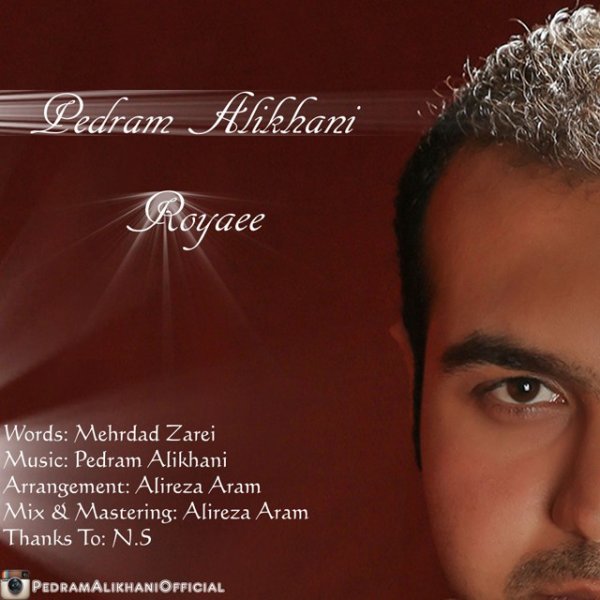 Pedram Alikhani
Royaee
Words: Mehrdad Zarei
Music: Pedram Alikhani
Arrangement: Alireza Aram
Mix & Mastering: Alireza Aram
Thanks To: N.S
PedramAlikhaniOfficial